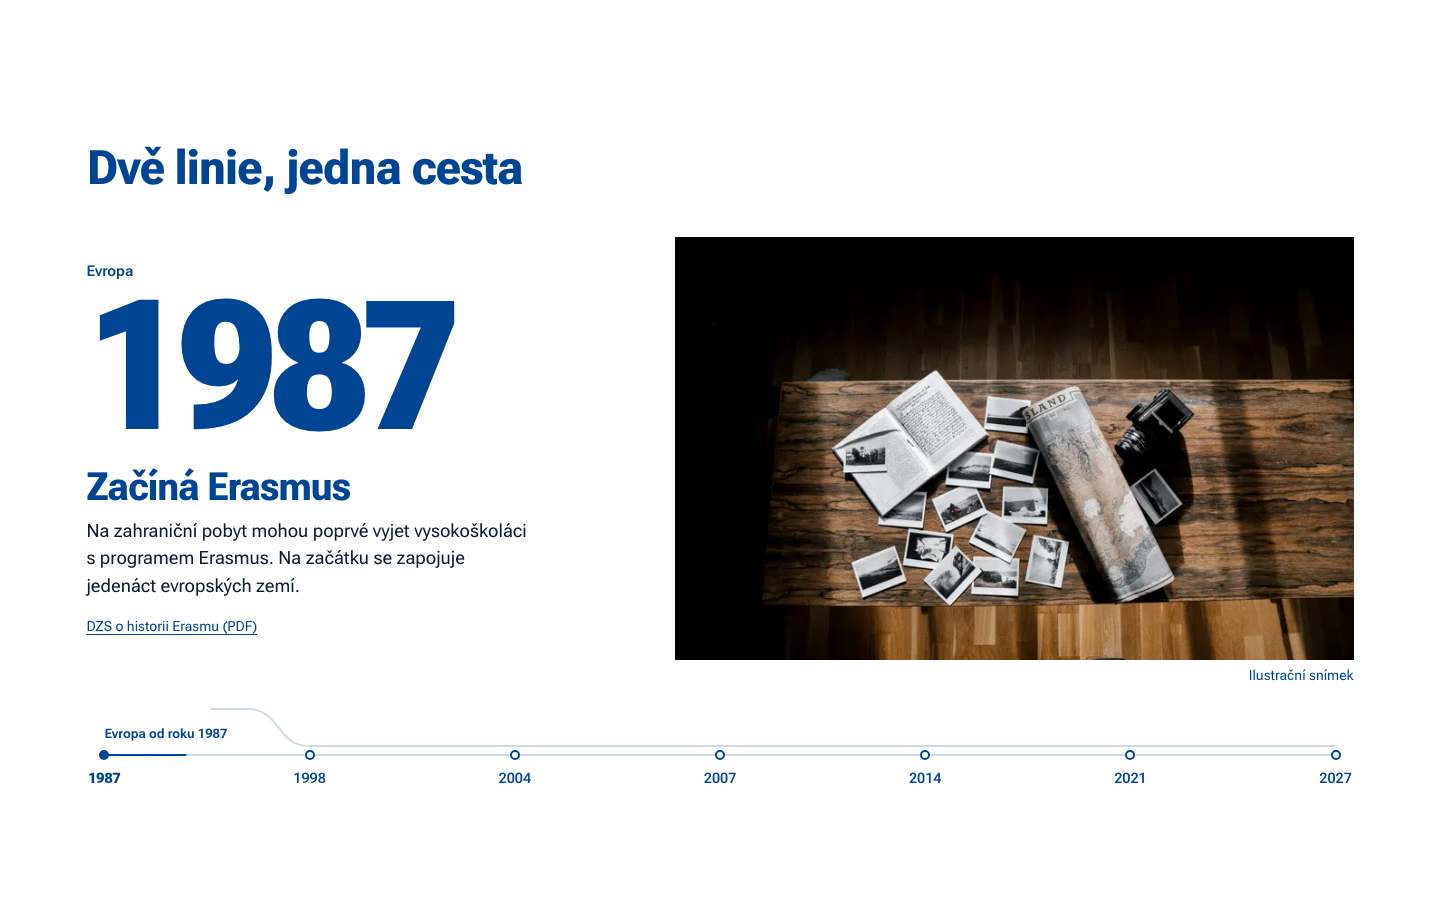 Dvě linie, jedna cesta
Evropa
1987
Začíná Erasmus
Na zahraniční pobyt mohou poprvé vyjet vysokoškoláci
s programem Erasmus. Na začátku se zapojuje
jedenáct evropských zemí.
DZS o historii Erasmu (PDF)
SLAND
Ilustrační snímek
Evropa od roku 1987
1987
1998
2004
2007
2014
2021
2027